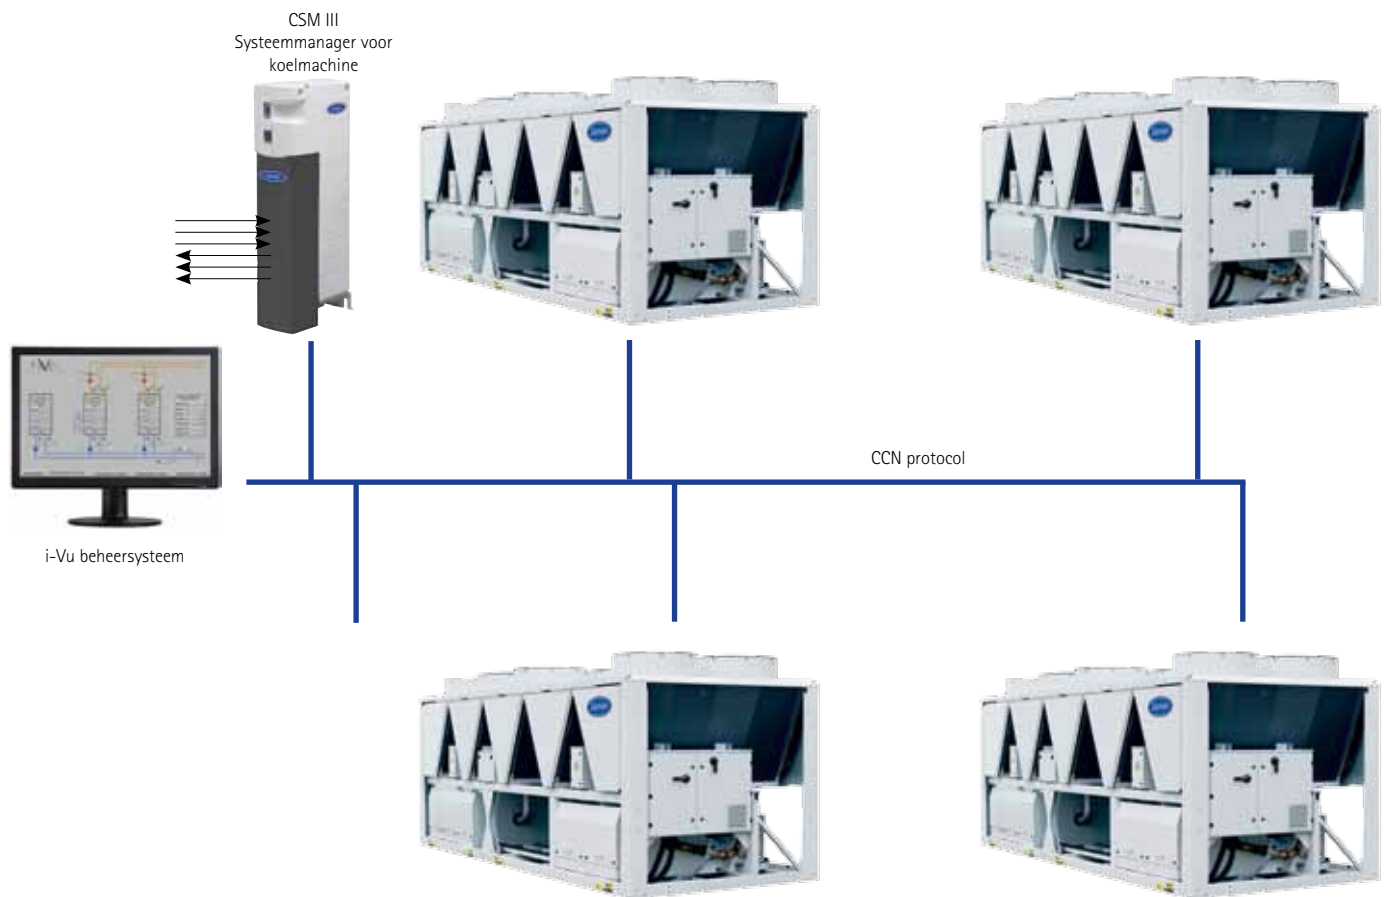 CSM III
Systeemmanager voor
koelmachine
CCN protocol
i-Vu beheersysteem